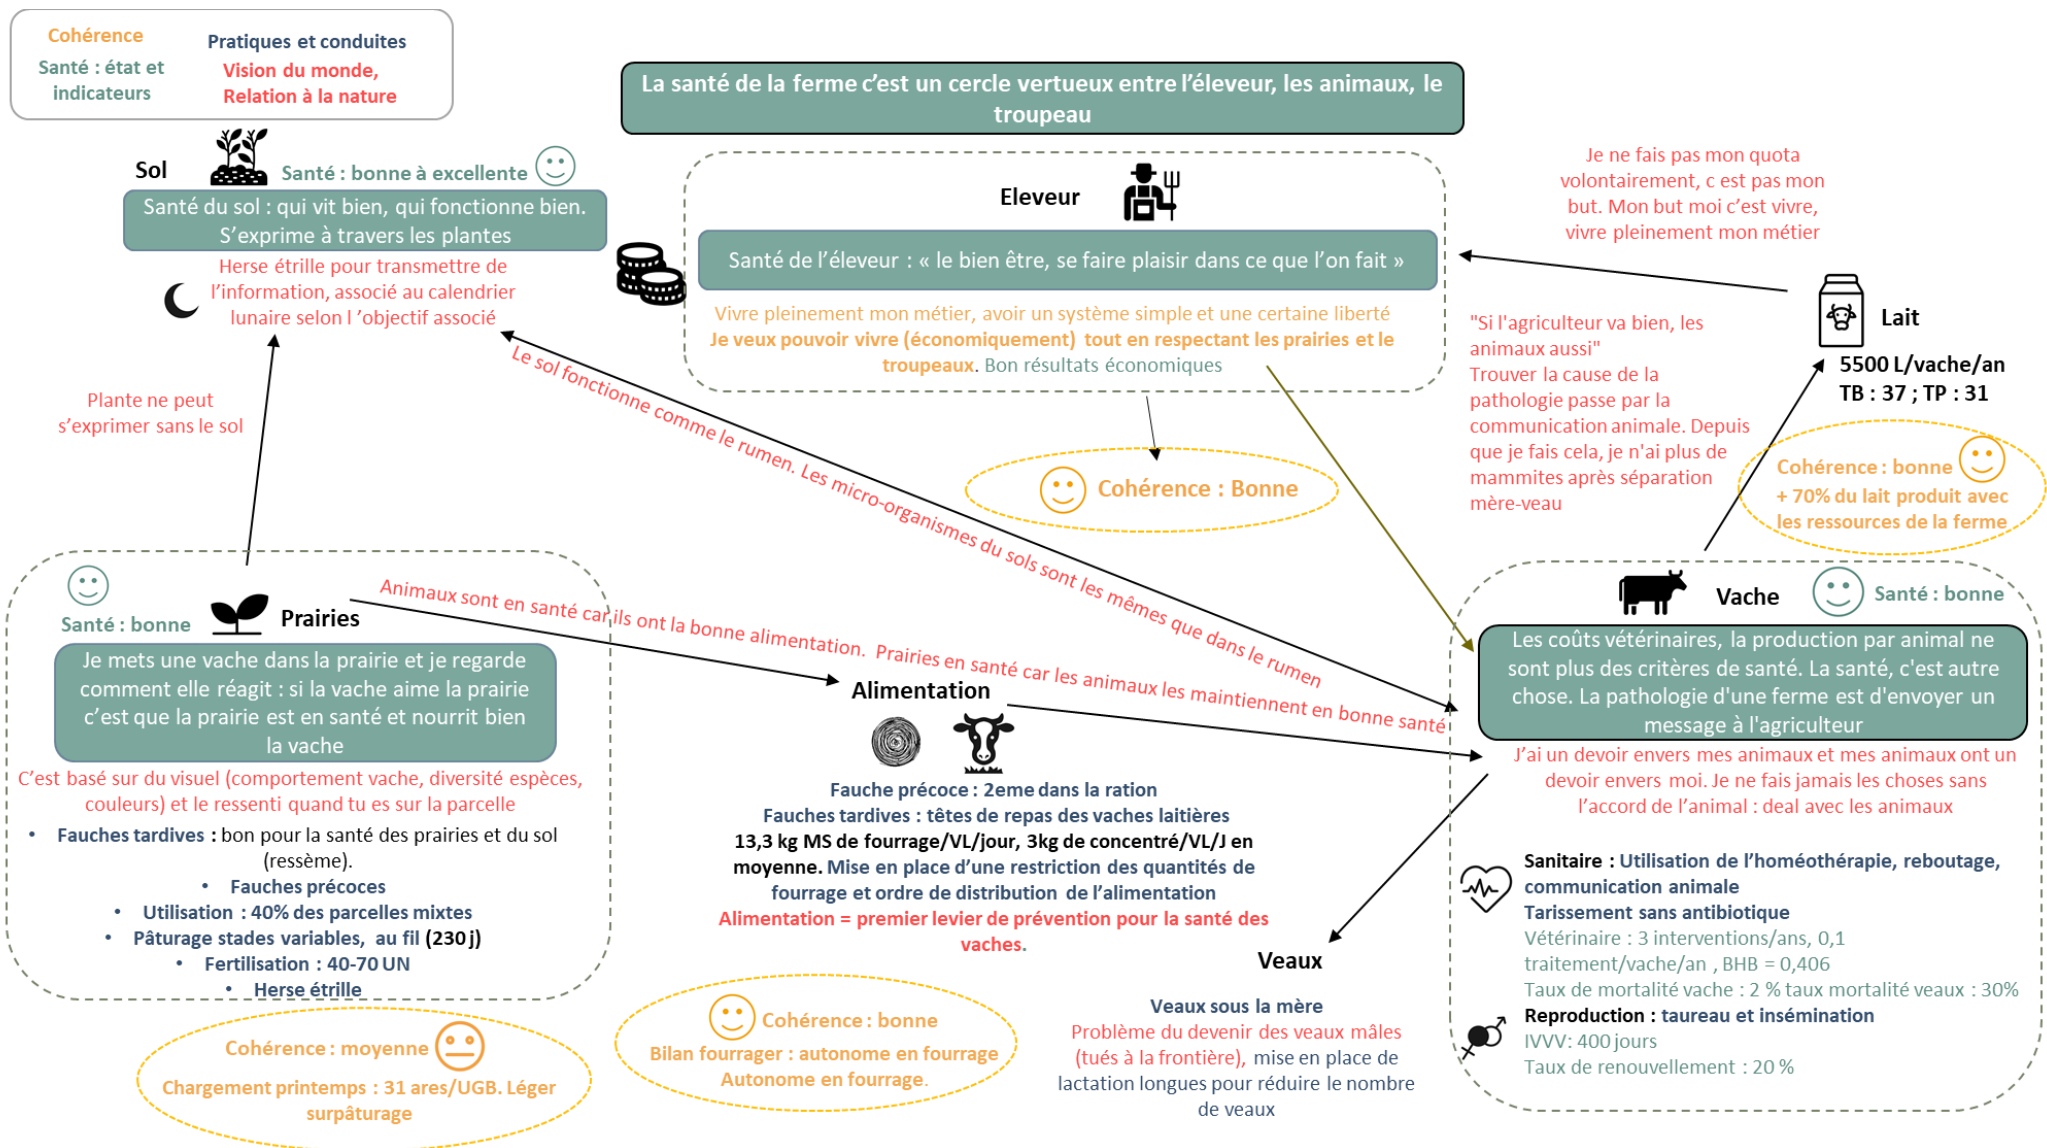 Cohérence
Santé : état et
indicateurs
Pratiques et conduites
Vision du monde,
Relation à la nature
La santé de la ferme c’est un cercle vertueux entre l’éleveur, les animaux, le
troupeau
Sol
Santé : bonne à excellente
Santé du sol : qui vit bien, qui fonctionne bien.
S’exprime à travers les plantes
Herse étrille pour transmettre de
l’information, associé au calendrier
lunaire selon l ’objectif associé
Plante ne peut
s’exprimer sans le sol
Eleveur
Santé de l’éleveur : « le bien être, se faire plaisir dans ce que l’on fait »
Vivre pleinement mon métier, avoir un système simple et une certaine liberté
Je veux pouvoir vivre (économiquement) tout en respectant les prairies et le
troupeaux. Bon résultats économiques
Cohérence : Bonne
Je ne fais pas mon quota
volontairement, c est pas mon
but. Mon but moi c’est vivre,
vivre pleinement mon métier
Lait
5500 L/vache/an
TB : 37 ; TP : 31
"Si l'agriculteur va bien, les
animaux aussi"
Trouver la cause de la
pathologie passe par la
communication animale. Depuis
que je fais cela, je n'ai plus de
mammites après séparation
mère-veau
Cohérence : bonne
+ 70% du lait produit avec
les ressources de la ferme
Le sol fonctionne comme le rumen. Les micro-organismes du sols sont les mêmes que dans le rumen
Animaux sont en santé car ils ont la bonne alimentation. Prairies en santé car les animaux les maintiennent en bonne santé
Santé : bonne
Prairies
Je mets une vache dans la prairie et je regarde
comment elle réagit : si la vache aime la prairie
c’est que la prairie est en santé et nourrit bien
la vache
C’est basé sur du visuel (comportement vache, diversité espèces,
couleurs) et le ressenti quand tu es sur la parcelle
• Fauches tardives : bon pour la santé des prairies et du sol
(ressème).
• Fauches précoces
• Utilisation : 40% des parcelles mixtes
• Pâturage stades variables, au fil (230 j)
• Fertilisation : 40-70 UN
• Herse étrille
Cohérence : moyenne
Chargement printemps : 31 ares/UGB. Léger
surpâturage
Alimentation
Fauche précoce : 2eme dans la ration
Fauches tardives : têtes de repas des vaches laitières
13,3 kg MS de fourrage/VL/jour, 3kg de concentré/VL/J en
moyenne. Mise en place d’une restriction des quantités de
fourrage et ordre de distribution de l’alimentation
Alimentation = premier levier de prévention pour la santé des
vaches.
Cohérence : bonne
Bilan fourrager : autonome en fourrage
Autonome en fourrage.
Veaux
Veaux sous la mère
Problème du devenir des veaux mâles
(tués à la frontière), mise en place de
lactation longues pour réduire le nombre
de veaux
Vache
Santé : bonne
Les coûts vétérinaires, la production par animal ne
sont plus des critères de santé. La santé, c'est autre
chose. La pathologie d'une ferme est d'envoyer un
message à l'agriculteur
J’ai un devoir envers mes animaux et mes animaux ont un
devoir envers moi. Je ne fais jamais les choses sans
l’accord de l’animal : deal avec les animaux
Sanitaire : Utilisation de l’homéothérapie, reboutage,
communication animale
Tarissement sans antibiotique
Vétérinaire : 3 interventions/ans, 0,1
traitement/vache/an , BHB = 0,406
Taux de mortalité vache : 2 % taux mortalité veaux : 30%
Reproduction : taureau et insémination
IVVV: 400 jours
Taux de renouvellement : 20 %